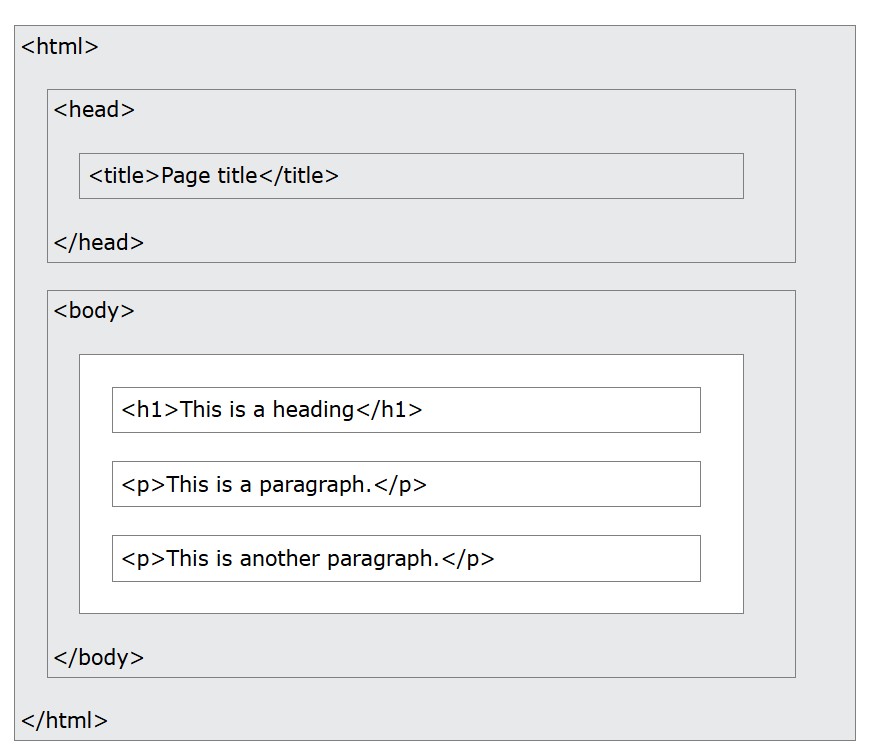 <html>
<head>
<title>Page title</title>
</head>
<body>
<h1>This is a heading</h1>
<p>This is a paragraph.</p>
<p>This is another paragraph.</p>
</body>
</html>